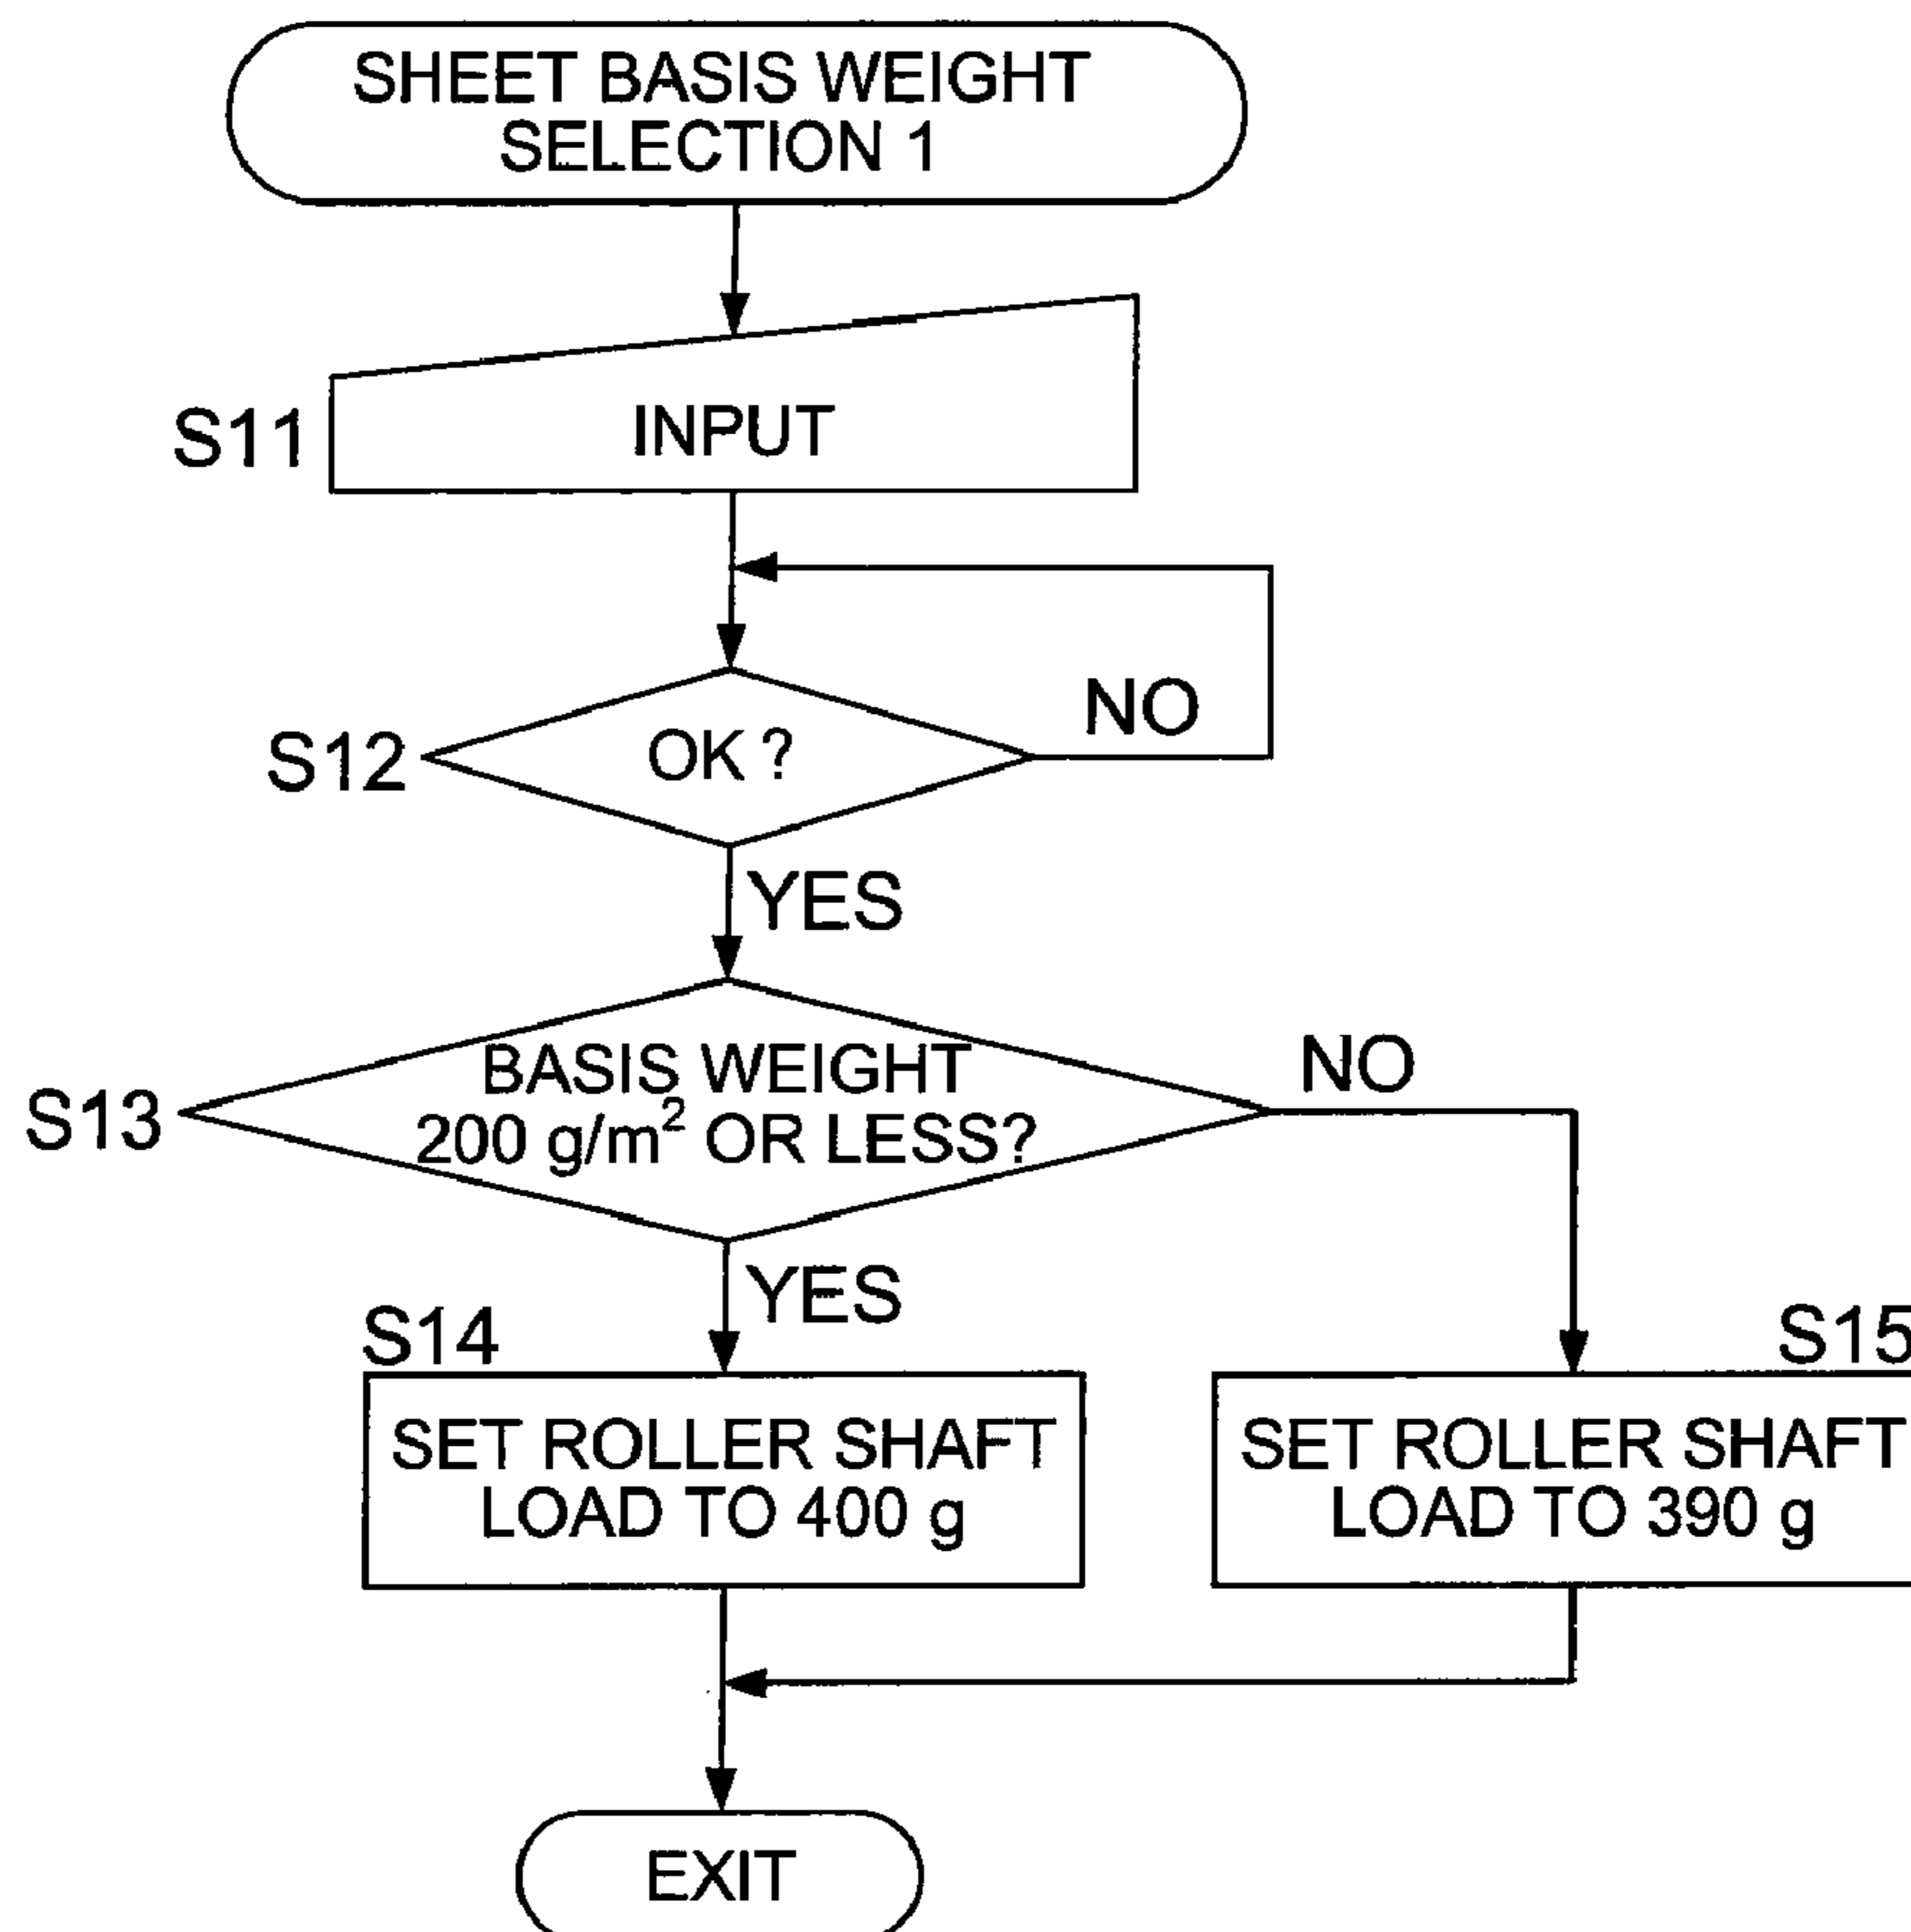 SHEET BASIS WEIGHT
SELECTION 1
S11
INPUT
NO
S12
OK ?
YES
NO
S13
BASIS WEIGHT
200 g/m² OR LESS?
YES
S14
SET ROLLER SHAFT
LOAD TO 400 g
S15
SET ROLLER SHAFT
LOAD TO 390 g
EXIT